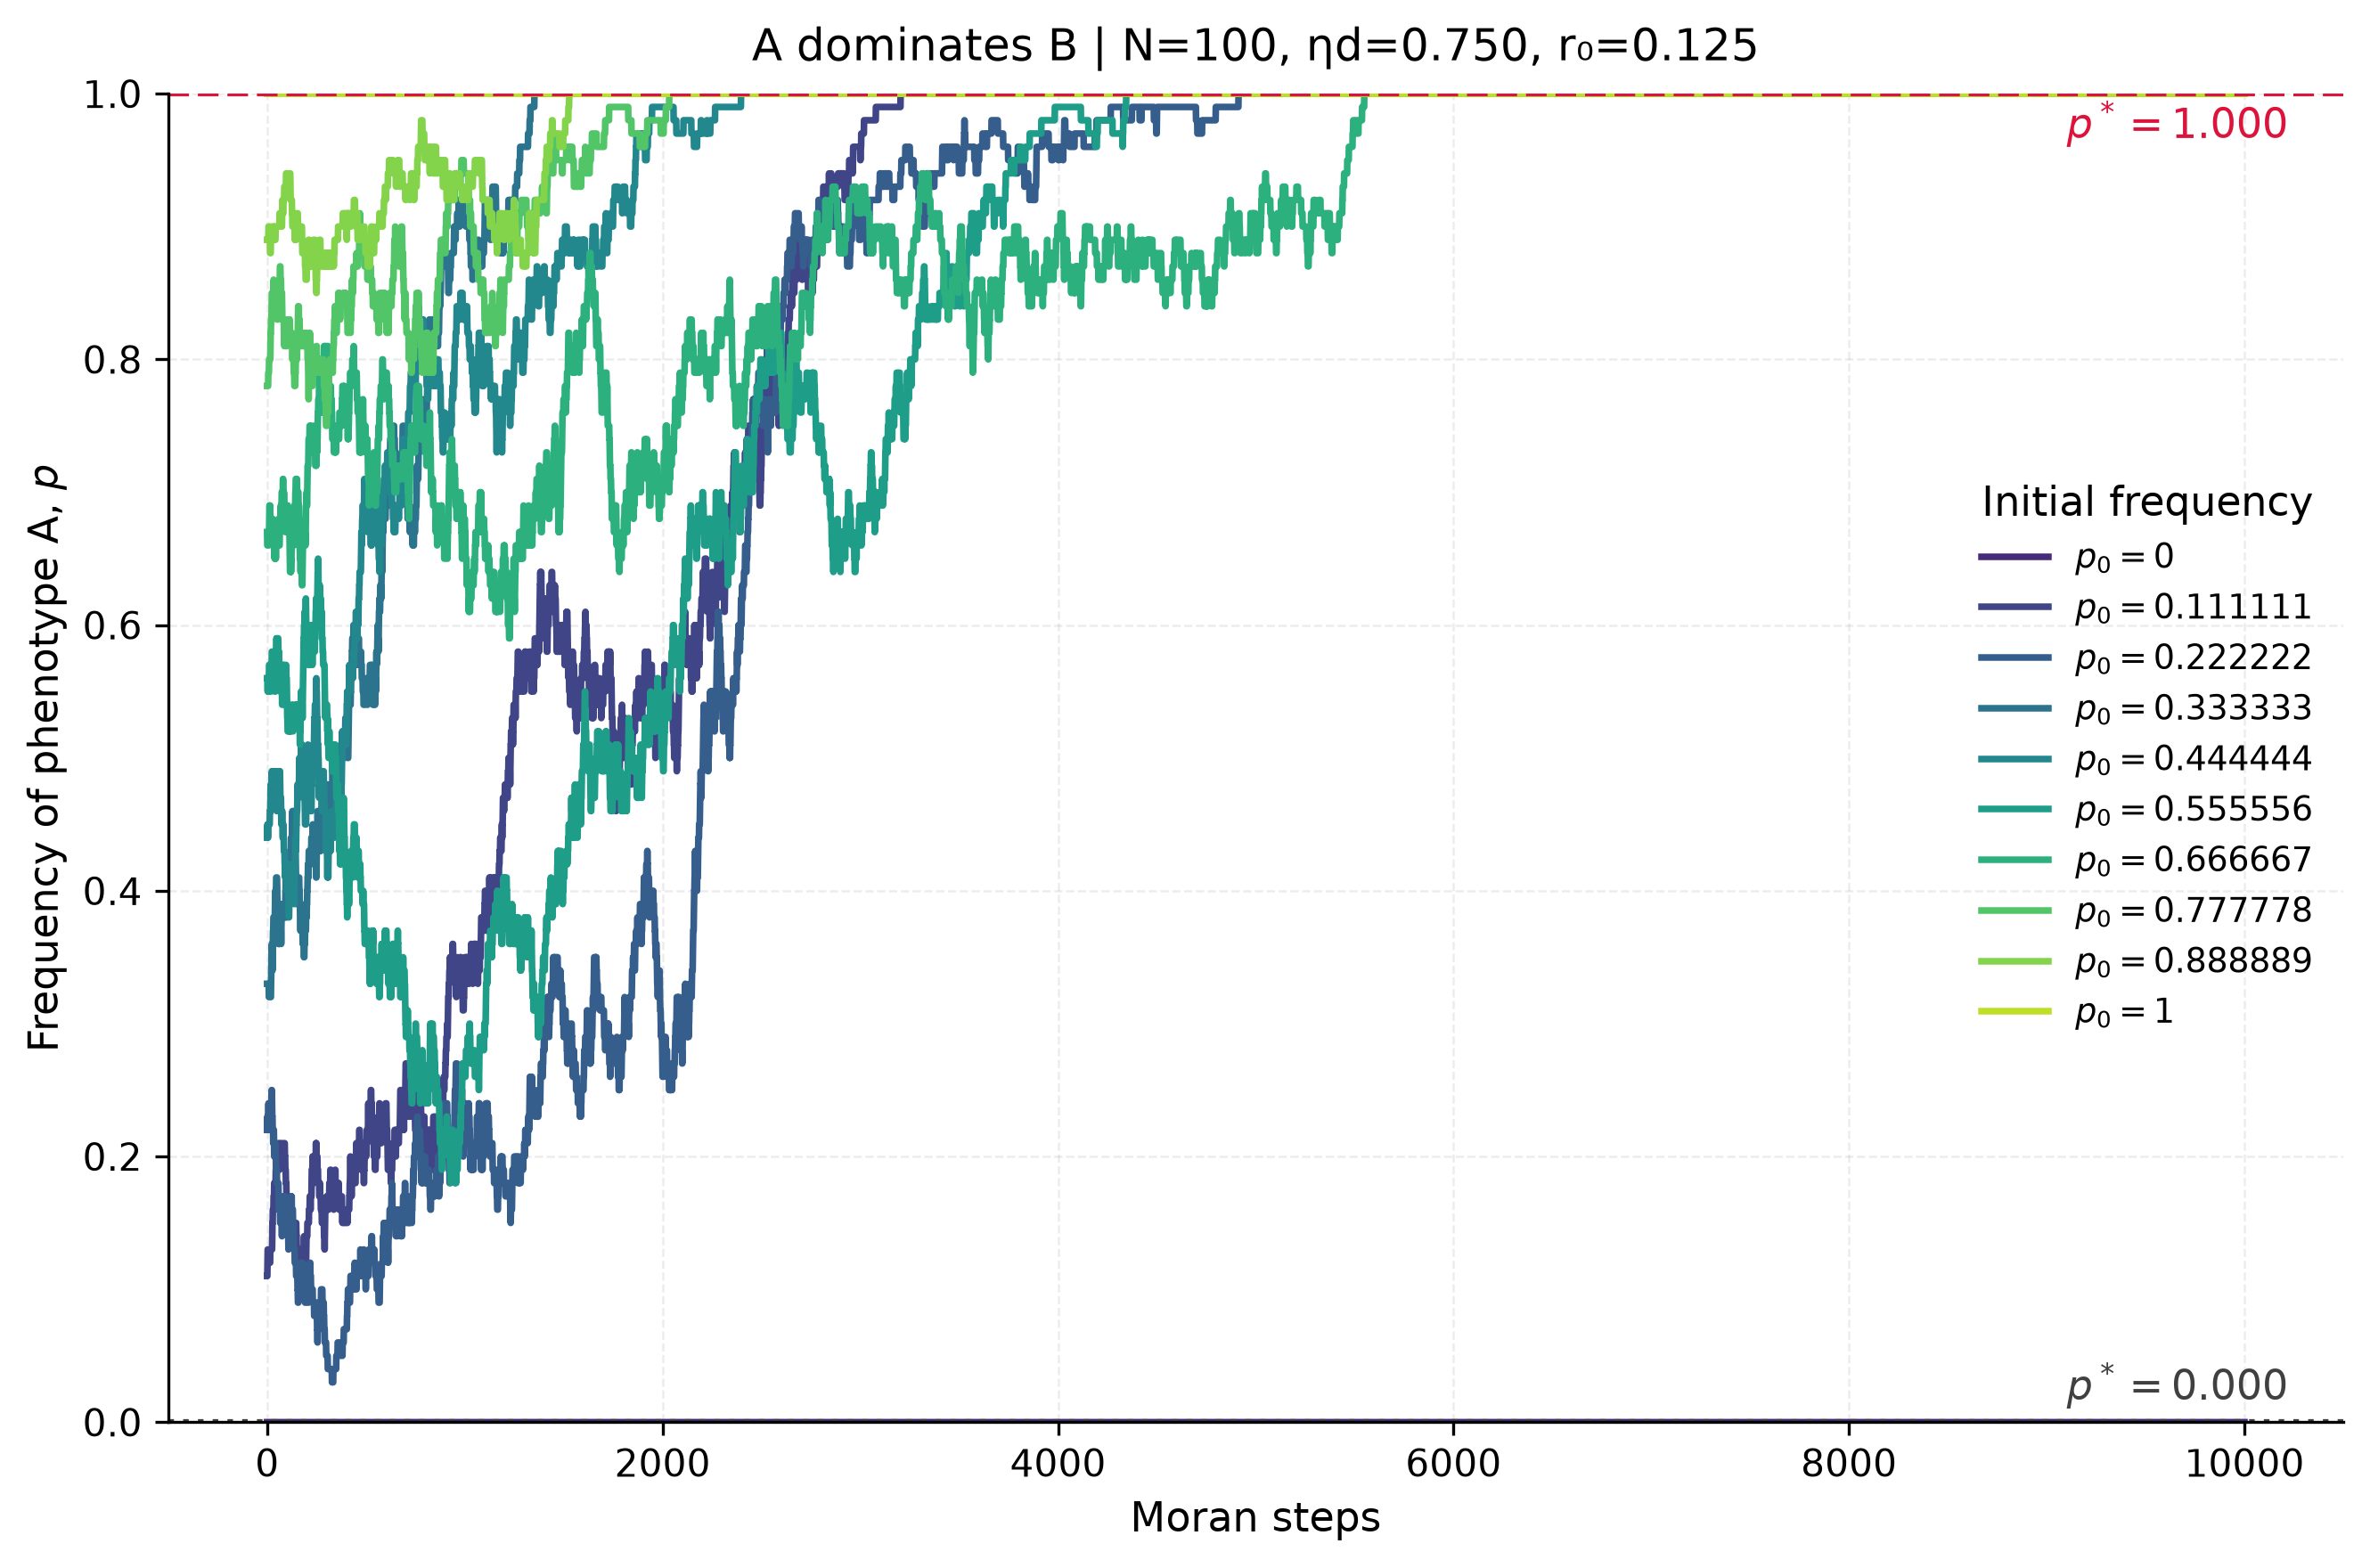 A dominates B | N=100, ηd=0.750, r₀=0.125
Frequency of phenotype A, p
1.0
0.8
0.6
0.4
0.2
0.0
p* = 1.000
Initial frequency
p₀ = 0
p₀ = 0.111111
p₀ = 0.222222
p₀ = 0.333333
p₀ = 0.444444
p₀ = 0.555556
p₀ = 0.666667
p₀ = 0.777778
p₀ = 0.888889
p₀ = 1
p* = 0.000
0 2000 4000 6000 8000 10000
Moran steps